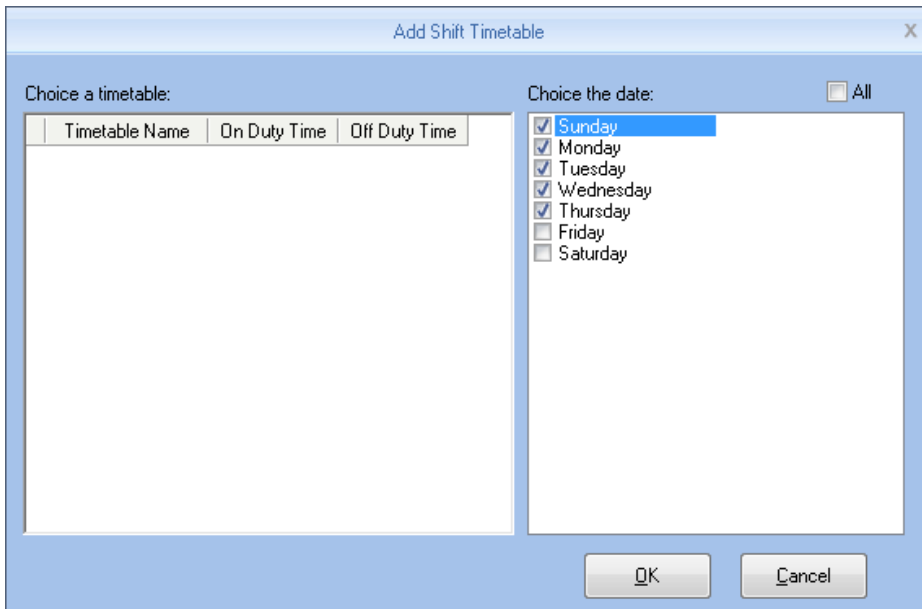 Add Shift Timetable
X
Choice a timetable:
Timetable Name On Duty Time Off Duty Time
Choice the date:
All
Sunday
Monday
Tuesday
Wednesday
Thursday
Friday
Saturday
OK
Cancel